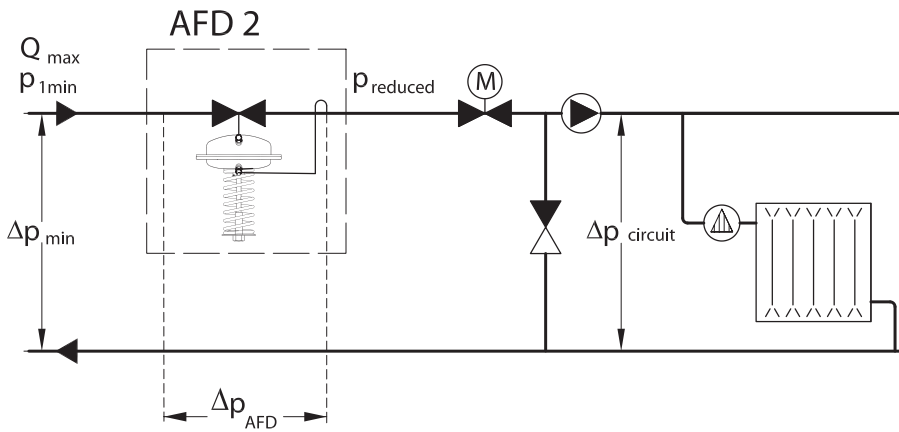 AFD 2
Q max
p 1min
p reduced
M
Δp min
Δp circuit
Δp AFD